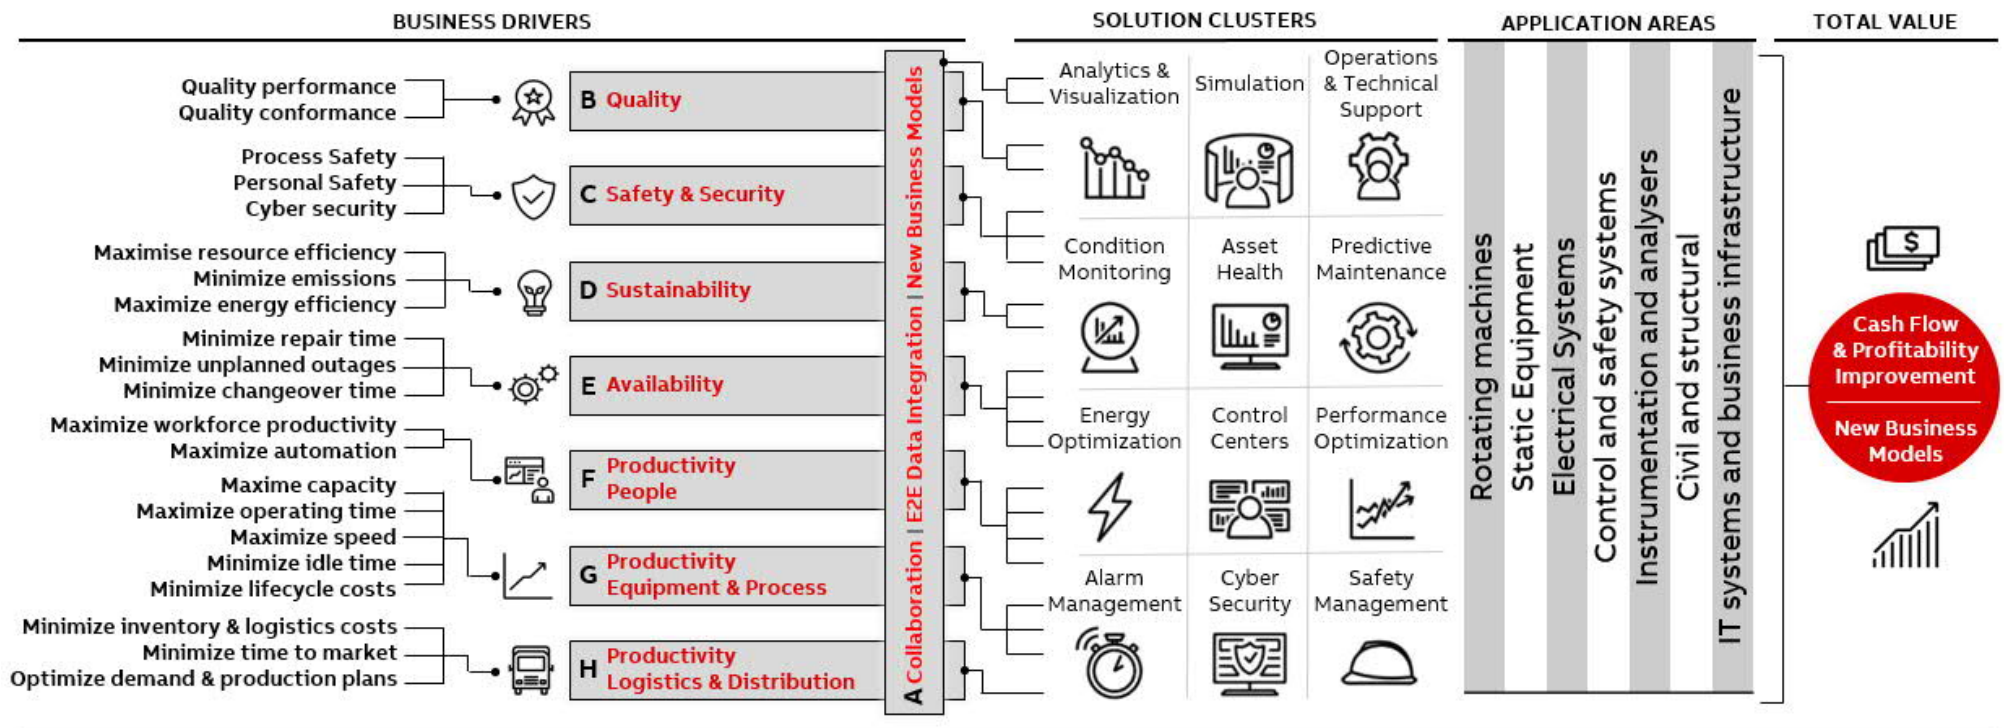 BUSINESS DRIVERS
SOLUTION CLUSTERS
APPLICATION AREAS
TOTAL VALUE
Quality performance
Quality conformance
Process Safety
Personal Safety
Cyber security
Maximise resource efficiency
Minimize emissions
Maximize energy efficiency
Minimize repair time
Minimize unplanned outages
Minimize changeover time
Maximize workforce productivity
Maximize automation
Maxime capacity
Maximize operating time
Maximize speed
Minimize idle time
Minimize lifecycle costs
Minimize inventory & logistics costs
Minimize time to market
Optimize demand & production plans
B Quality
C Safety & Security
D Sustainability
E Availability
F Productivity
People
G Productivity
Equipment & Process
H Productivity
Logistics & Distribution
A Collaboration | E2E Data Integration | New Business Models
Analytics &
Visualization
Simulation
Operations
& Technical
Support
Condition
Monitoring
Asset
Health
Predictive
Maintenance
Energy
Optimization
Control
Centers
Performance
Optimization
Alarm
Management
Cyber
Security
Safety
Management
Rotating machines
Static Equipment
Electrical Systems
Control and safety systems
Instrumentation and analysers
Civil and structural
IT systems and business infrastructure
$
Cash Flow
& Profitability
Improvement
New Business
Models